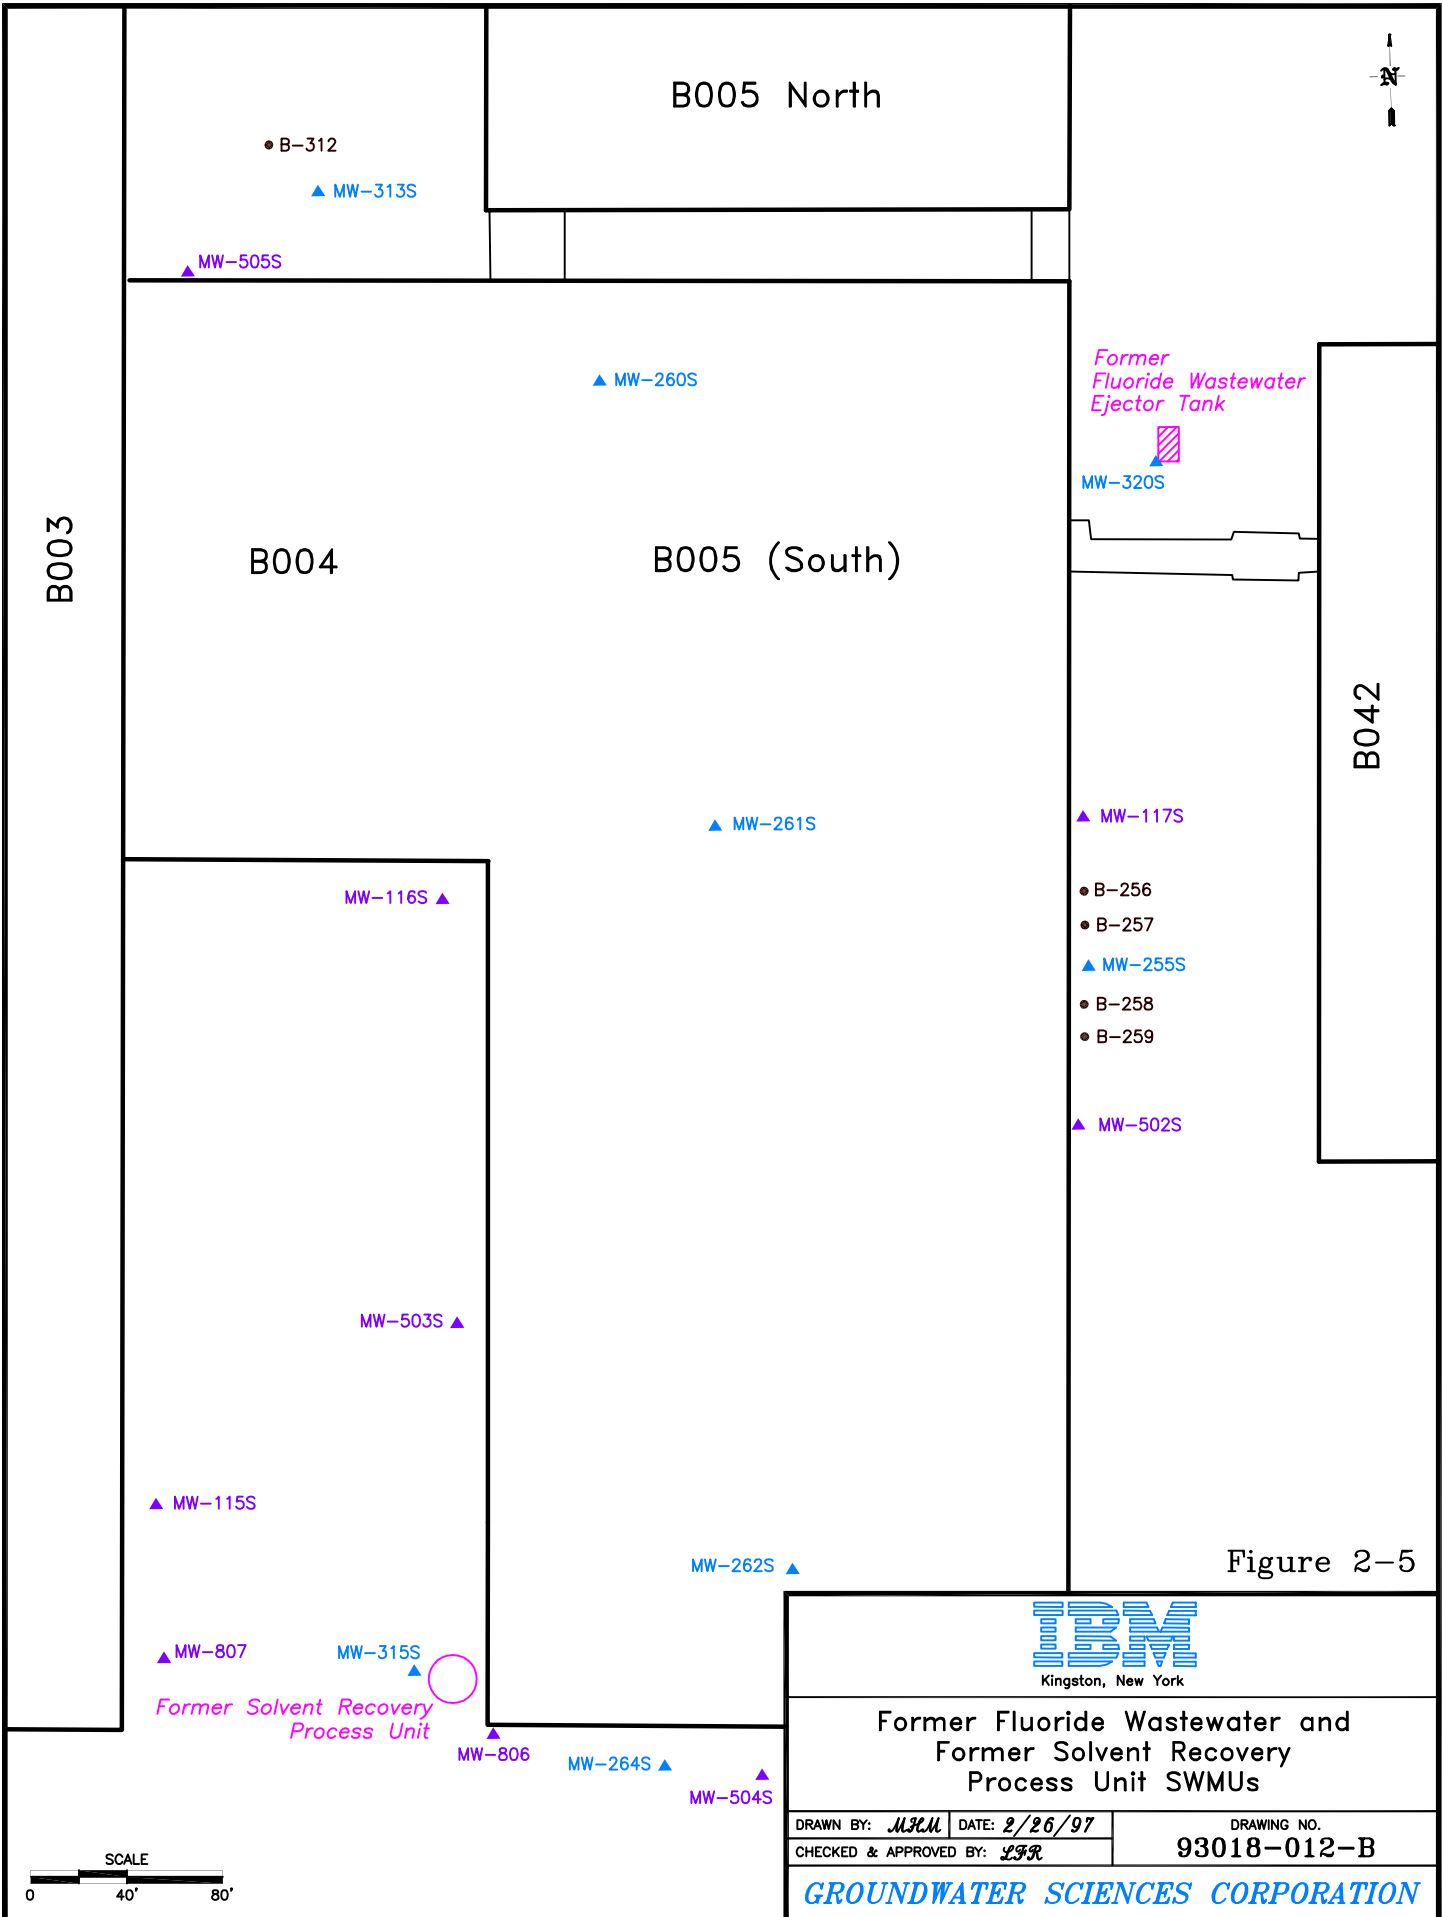 B005 North
N
B-312
MW-313S
MW-505S
Former
Fluoride Wastewater
Ejector Tank
MW-260S
MW-320S
B003
B004
B005 (South)
B042
MW-117S
MW-261S
B-256
MW-116S
B-257
MW-255S
B-258
B-259
MW-502S
MW-503S
MW-115S
MW-262S
Figure 2-5
MW-807
MW-315S
Former Solvent Recovery
Process Unit
MW-806
MW-264S
MW-504S
IBM
Kingston, New York
Former Fluoride Wastewater and
Former Solvent Recovery
Process Unit SWMUs
DRAWN BY: MHM
DATE: 2/26/97
CHECKED & APPROVED BY: LFR
DRAWING NO.
93018-012-B
GROUNDWATER SCIENCES CORPORATION
SCALE
0 40' 80'